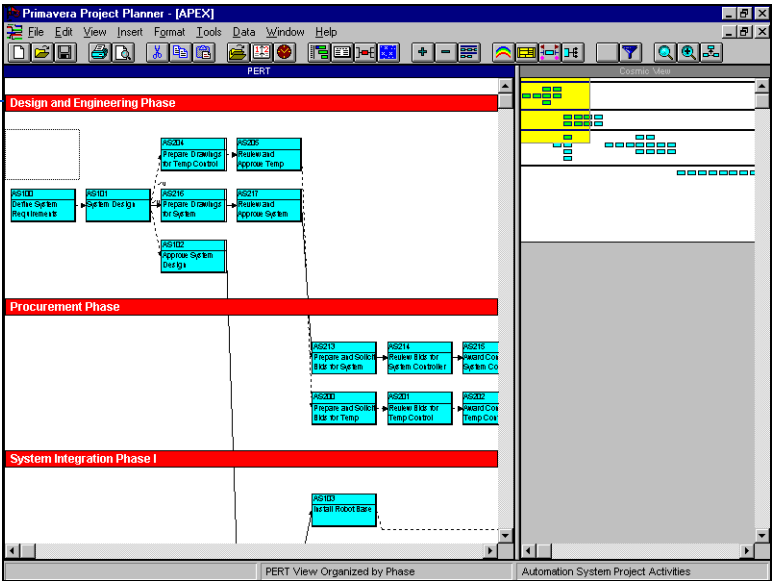 Primavera Project Planner - [APEX]
File Edit View Insert Format Tools Data Window Help
PERT
Cosmic View
Design and Engineering Phase
AS204
Prepare Drawings
for Temp Control
AS205
Review and
Approve Temp
AS100
Define System
Requirements
AS101
System Design
AS216
Prepare Drawings
for System
AS217
Review and
Approve System
AS102
Approve System
Design
Procurement Phase
AS213
Prepare and Solicit
Bids for System
AS214
Review Bids for
System Controller
AS215
Award Con
System Co
AS200
Prepare and Solicit
Bids for Temp
AS201
Review Bids for
Temp Control
AS202
Award Con
Temp Con
System Integration Phase I
AS103
Install Robot Base
PERT View Organized by Phase
Automation System Project Activities